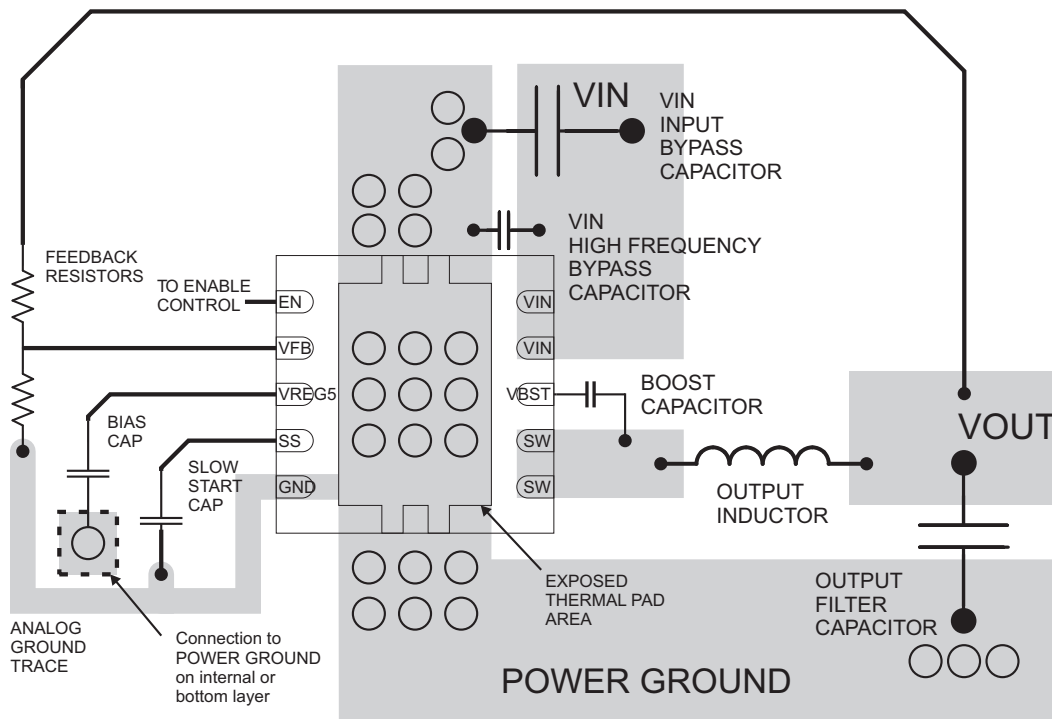 VIN
VIN
INPUT
BYPASS
CAPACITOR
VIN
HIGH FREQUENCY
BYPASS
CAPACITOR
FEEDBACK
RESISTORS
TO ENABLE
CONTROL
EN
VFB
VREG5
SS
GND
VIN
VIN
VBST
SW
SW
BOOST
CAPACITOR
VOUT
BIAS
CAP
SLOW
START
CAP
OUTPUT
INDUCTOR
EXPOSED
THERMAL PAD
AREA
OUTPUT
FILTER
CAPACITOR
ANALOG
GROUND
TRACE
Connection to
POWER GROUND
on internal or
bottom layer
POWER GROUND